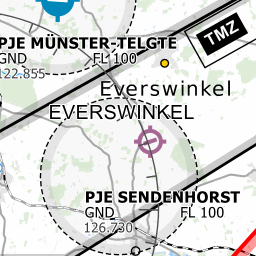 PJE MÜNSTER-TELGTE
GND FL 100
122.855
TMZ
Everswinkel
EVERSWINKEL
PJE SENDENHORST
GND FL 100
126.730